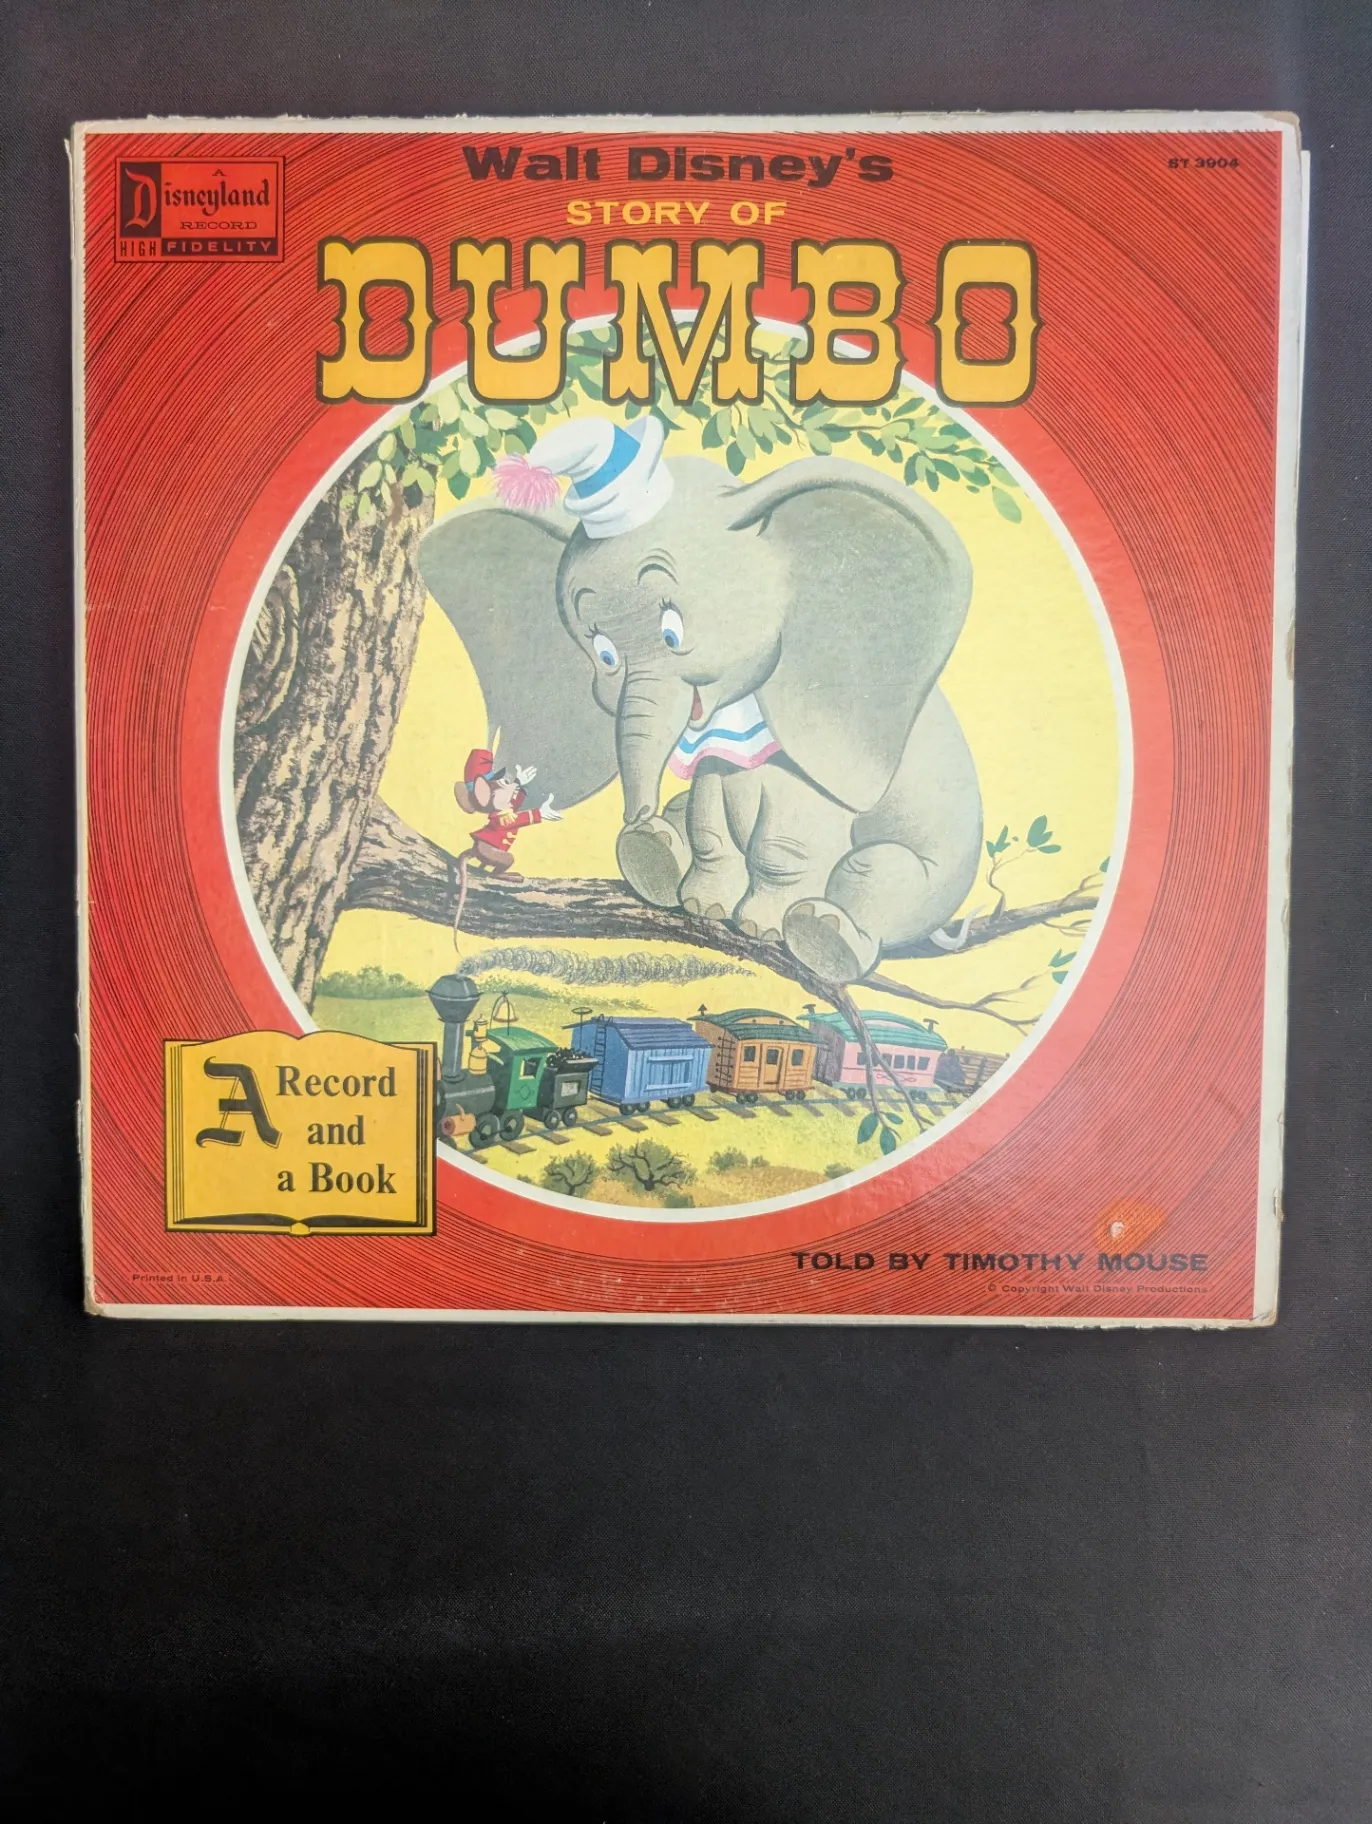 A
Disneyland
RECORD
HIGH FIDELITY
Walt Disney's
ST 3904
STORY OF
DUMBO
A Record
and
a Book
TOLD BY TIMOTHY MOUSE
Printed in U.S.A.
© Copyright Walt Disney Productions